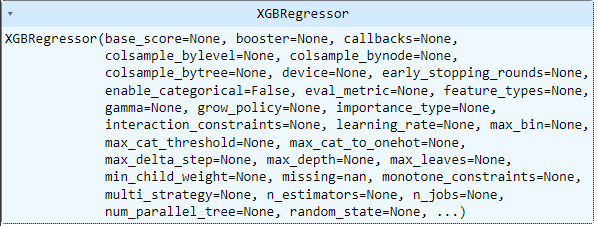 XGBRegressor
XGBRegressor(base_score=None, booster=None, callbacks=None,
colsample_bylevel=None, colsample_bynode=None,
colsample_bytree=None, device=None, early_stopping_rounds=None,
enable_categorical=False, eval_metric=None, feature_types=None,
gamma=None, grow_policy=None, importance_type=None,
interaction_constraints=None, learning_rate=None, max_bin=None,
max_cat_threshold=None, max_cat_to_onehot=None,
max_delta_step=None, max_depth=None, max_leaves=None,
min_child_weight=None, missing=nan, monotone_constraints=None,
multi_strategy=None, n_estimators=None, n_jobs=None,
num_parallel_tree=None, random_state=None, ...)